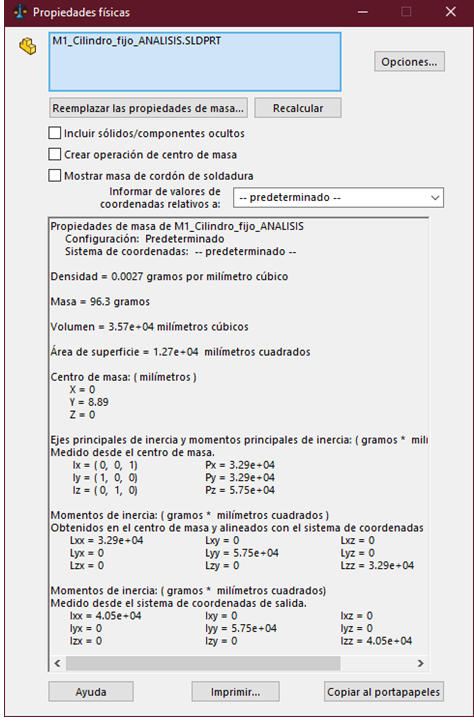 Propiedades físicas
M1_Cilindro_fijo_ANALISIS.SLDPRT
Opciones...
Reemplazar las propiedades de masa...
Recalcular
Incluir sólidos/componentes ocultos
Crear operación de centro de masa
Mostrar masa de cordón de soldadura
Informar de valores de
coordenadas relativos a:
-- predeterminado --
Propiedades de masa de M1_Cilindro_fijo_ANALISIS
Configuración: Predeterminado
Sistema de coordenadas: -- predeterminado --
Densidad = 0.0027 gramos por milímetro cúbico
Masa = 96.3 gramos
Volumen = 3.57e+04 milímetros cúbicos
Área de superficie = 1.27e+04 milímetros cuadrados
Centro de masa: ( milímetros )
X = 0
Y = 8.89
Z = 0
Ejes principales de inercia y momentos principales de inercia: ( gramos * milí
Medido desde el centro de masa.
Ix = ( 0, 0, 1) Px = 3.29e+04
Iy = ( 1, 0, 0) Py = 3.29e+04
Iz = ( 0, 1, 0) Pz = 5.75e+04
Momentos de inercia: ( gramos * milímetros cuadrados )
Obtenidos en el centro de masa y alineados con el sistema de coordenadas
Lxx = 3.29e+04 Lxy = 0 Lxz = 0
Lyx = 0 Lyy = 5.75e+04 Lyz = 0
Lzx = 0 Lzy = 0 Lzz = 3.29e+04
Momentos de inercia: ( gramos * milímetros cuadrados)
Medido desde el sistema de coordenadas de salida.
Ixx = 4.05e+04 Ixy = 0 Ixz = 0
Iyx = 0 Iyy = 5.75e+04 Iyz = 0
Izx = 0 Izy = 0 Izz = 4.05e+04
Ayuda
Imprimir...
Copiar al portapapeles